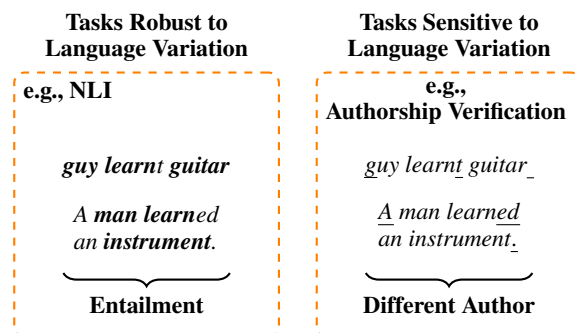 Tasks Robust to
Language Variation
e.g., NLI
guy learnt guitar
A man learned
an instrument.
Entailment
Tasks Sensitive to
Language Variation
e.g.,
Authorship Verification
guy learnt guitar_
A man learned
an instrument.
Different Author